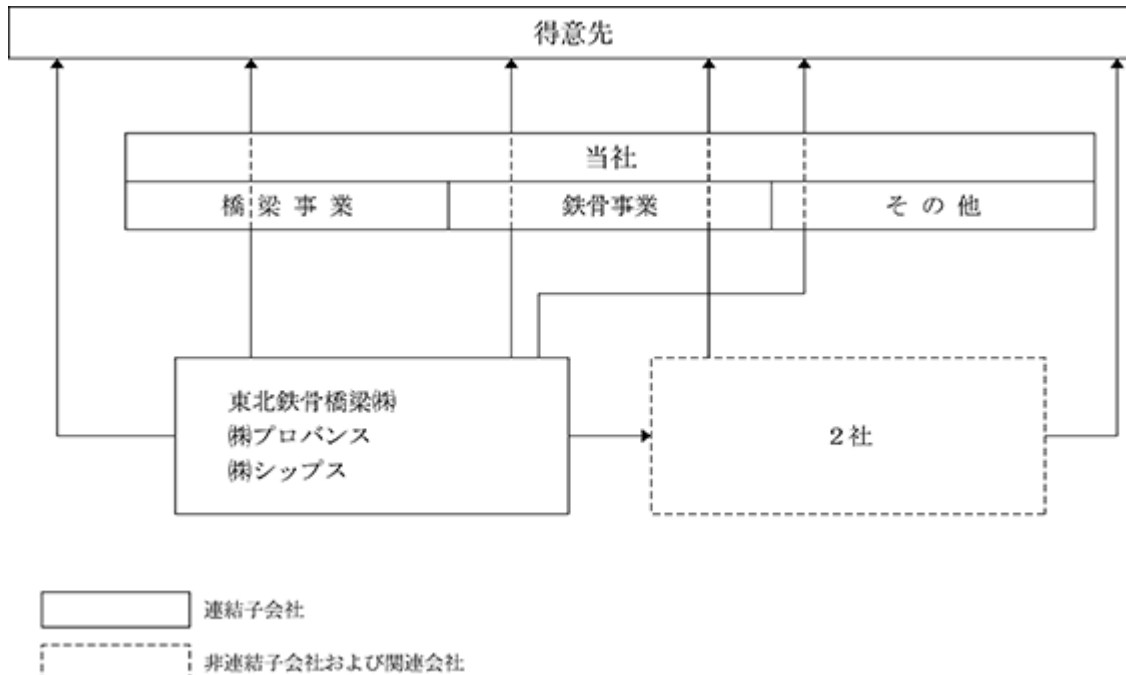 得意先
当社
橋梁事業
鉄骨事業
その他
東北鉄骨橋梁㈱
㈱プロバンス
㈱シップス
2社
連結子会社
非連結子会社および関連会社